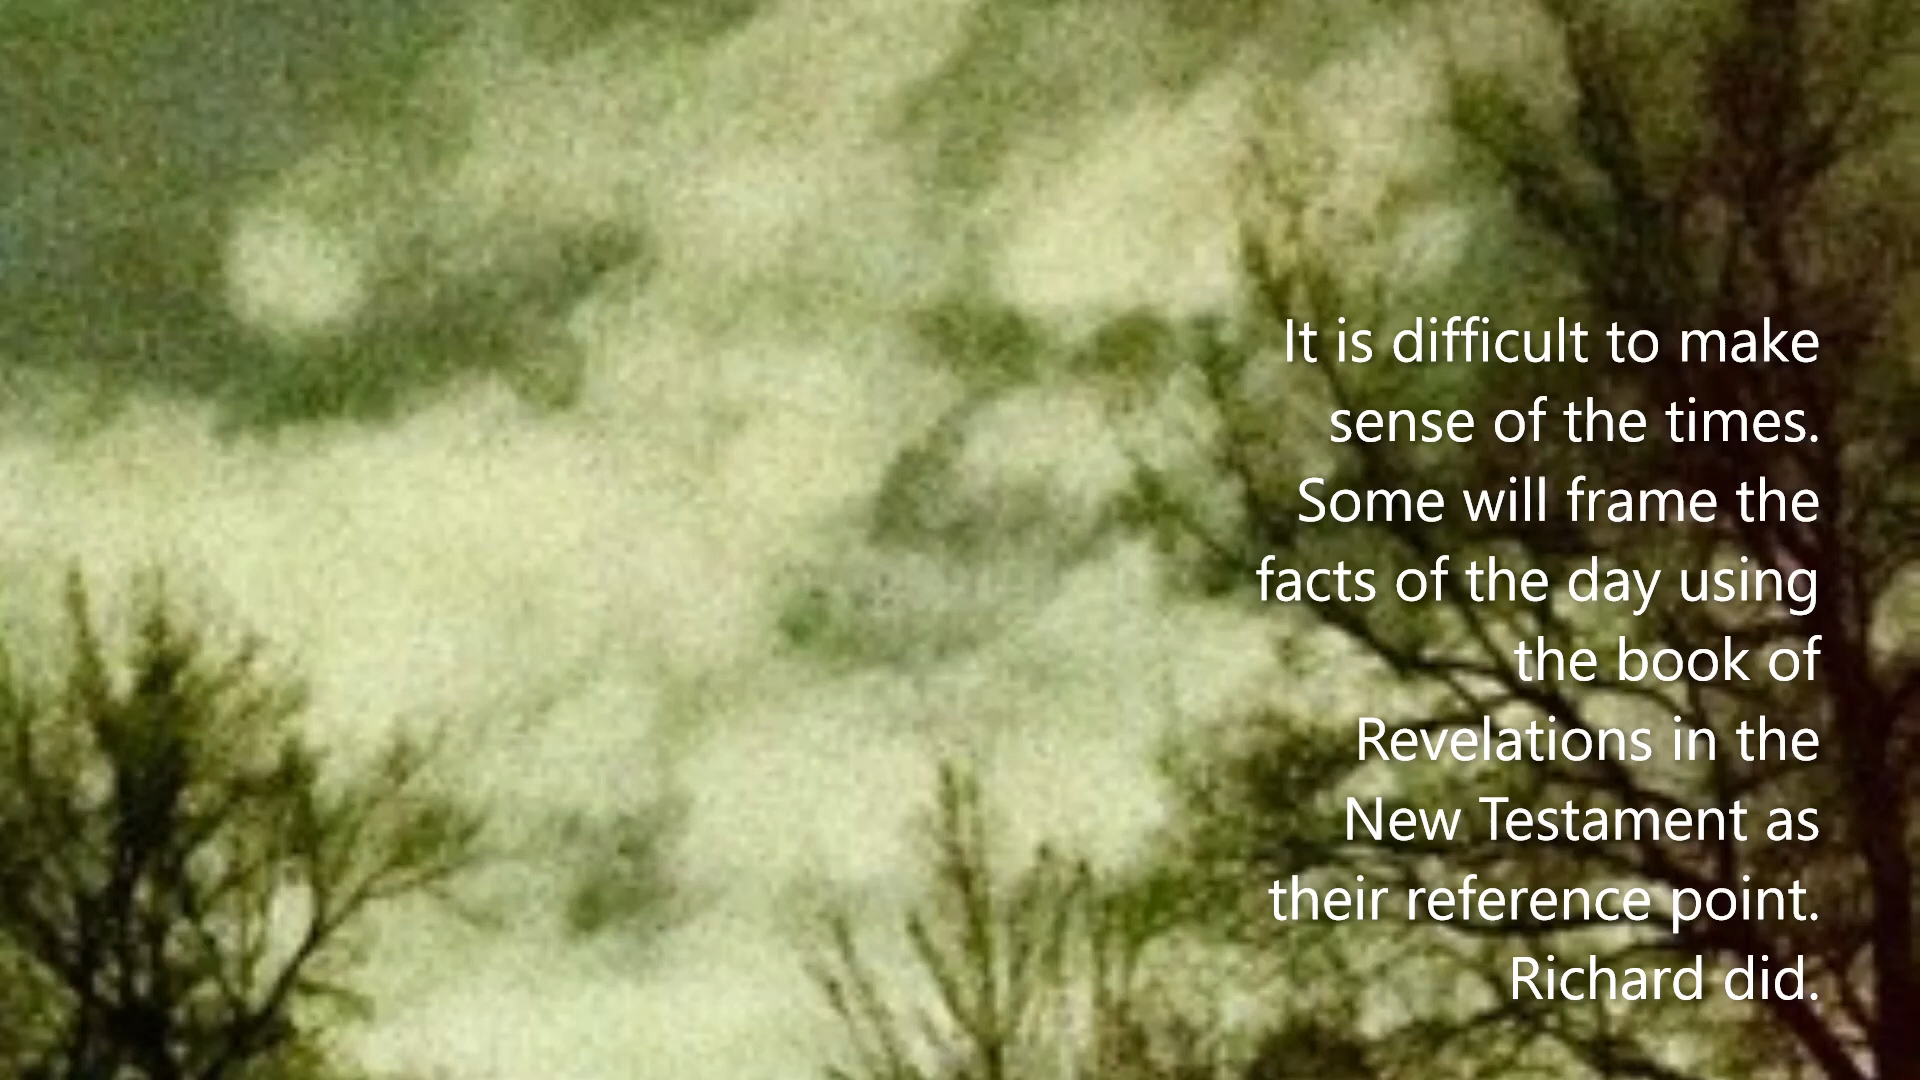 It is difficult to make
sense of the times.
Some will frame the
facts of the day using
the book of
Revelations in the
New Testament as
their reference point.
Richard did.